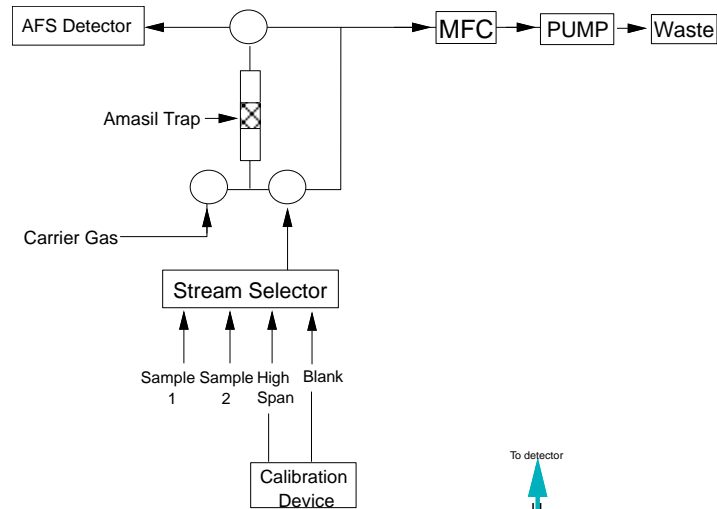 AFS Detector
MFC
PUMP
Waste
Amasil Trap
Carrier Gas
Stream Selector
Sample
1
Sample
2
High
Span
Blank
Calibration
Device
To detector